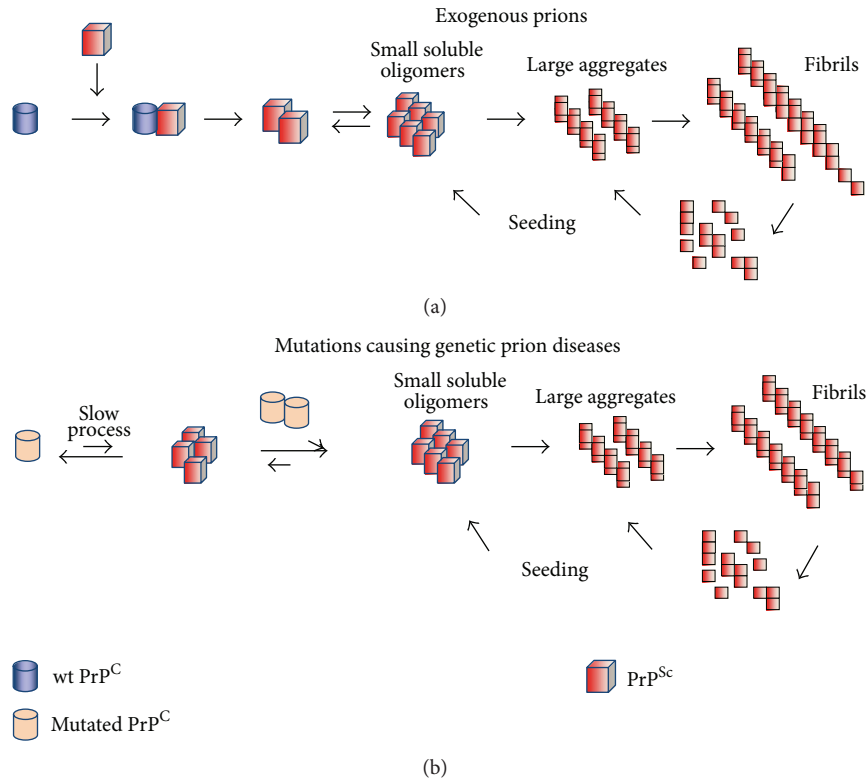 Exogenous prions
Small soluble
oligomers
Large aggregates
Fibrils
Seeding
(a)
Mutations causing genetic prion diseases
Small soluble
oligomers
Large aggregates
Fibrils
Slow
process
Seeding
wt PrP^C
PrP^Sc
Mutated PrP^C
(b)